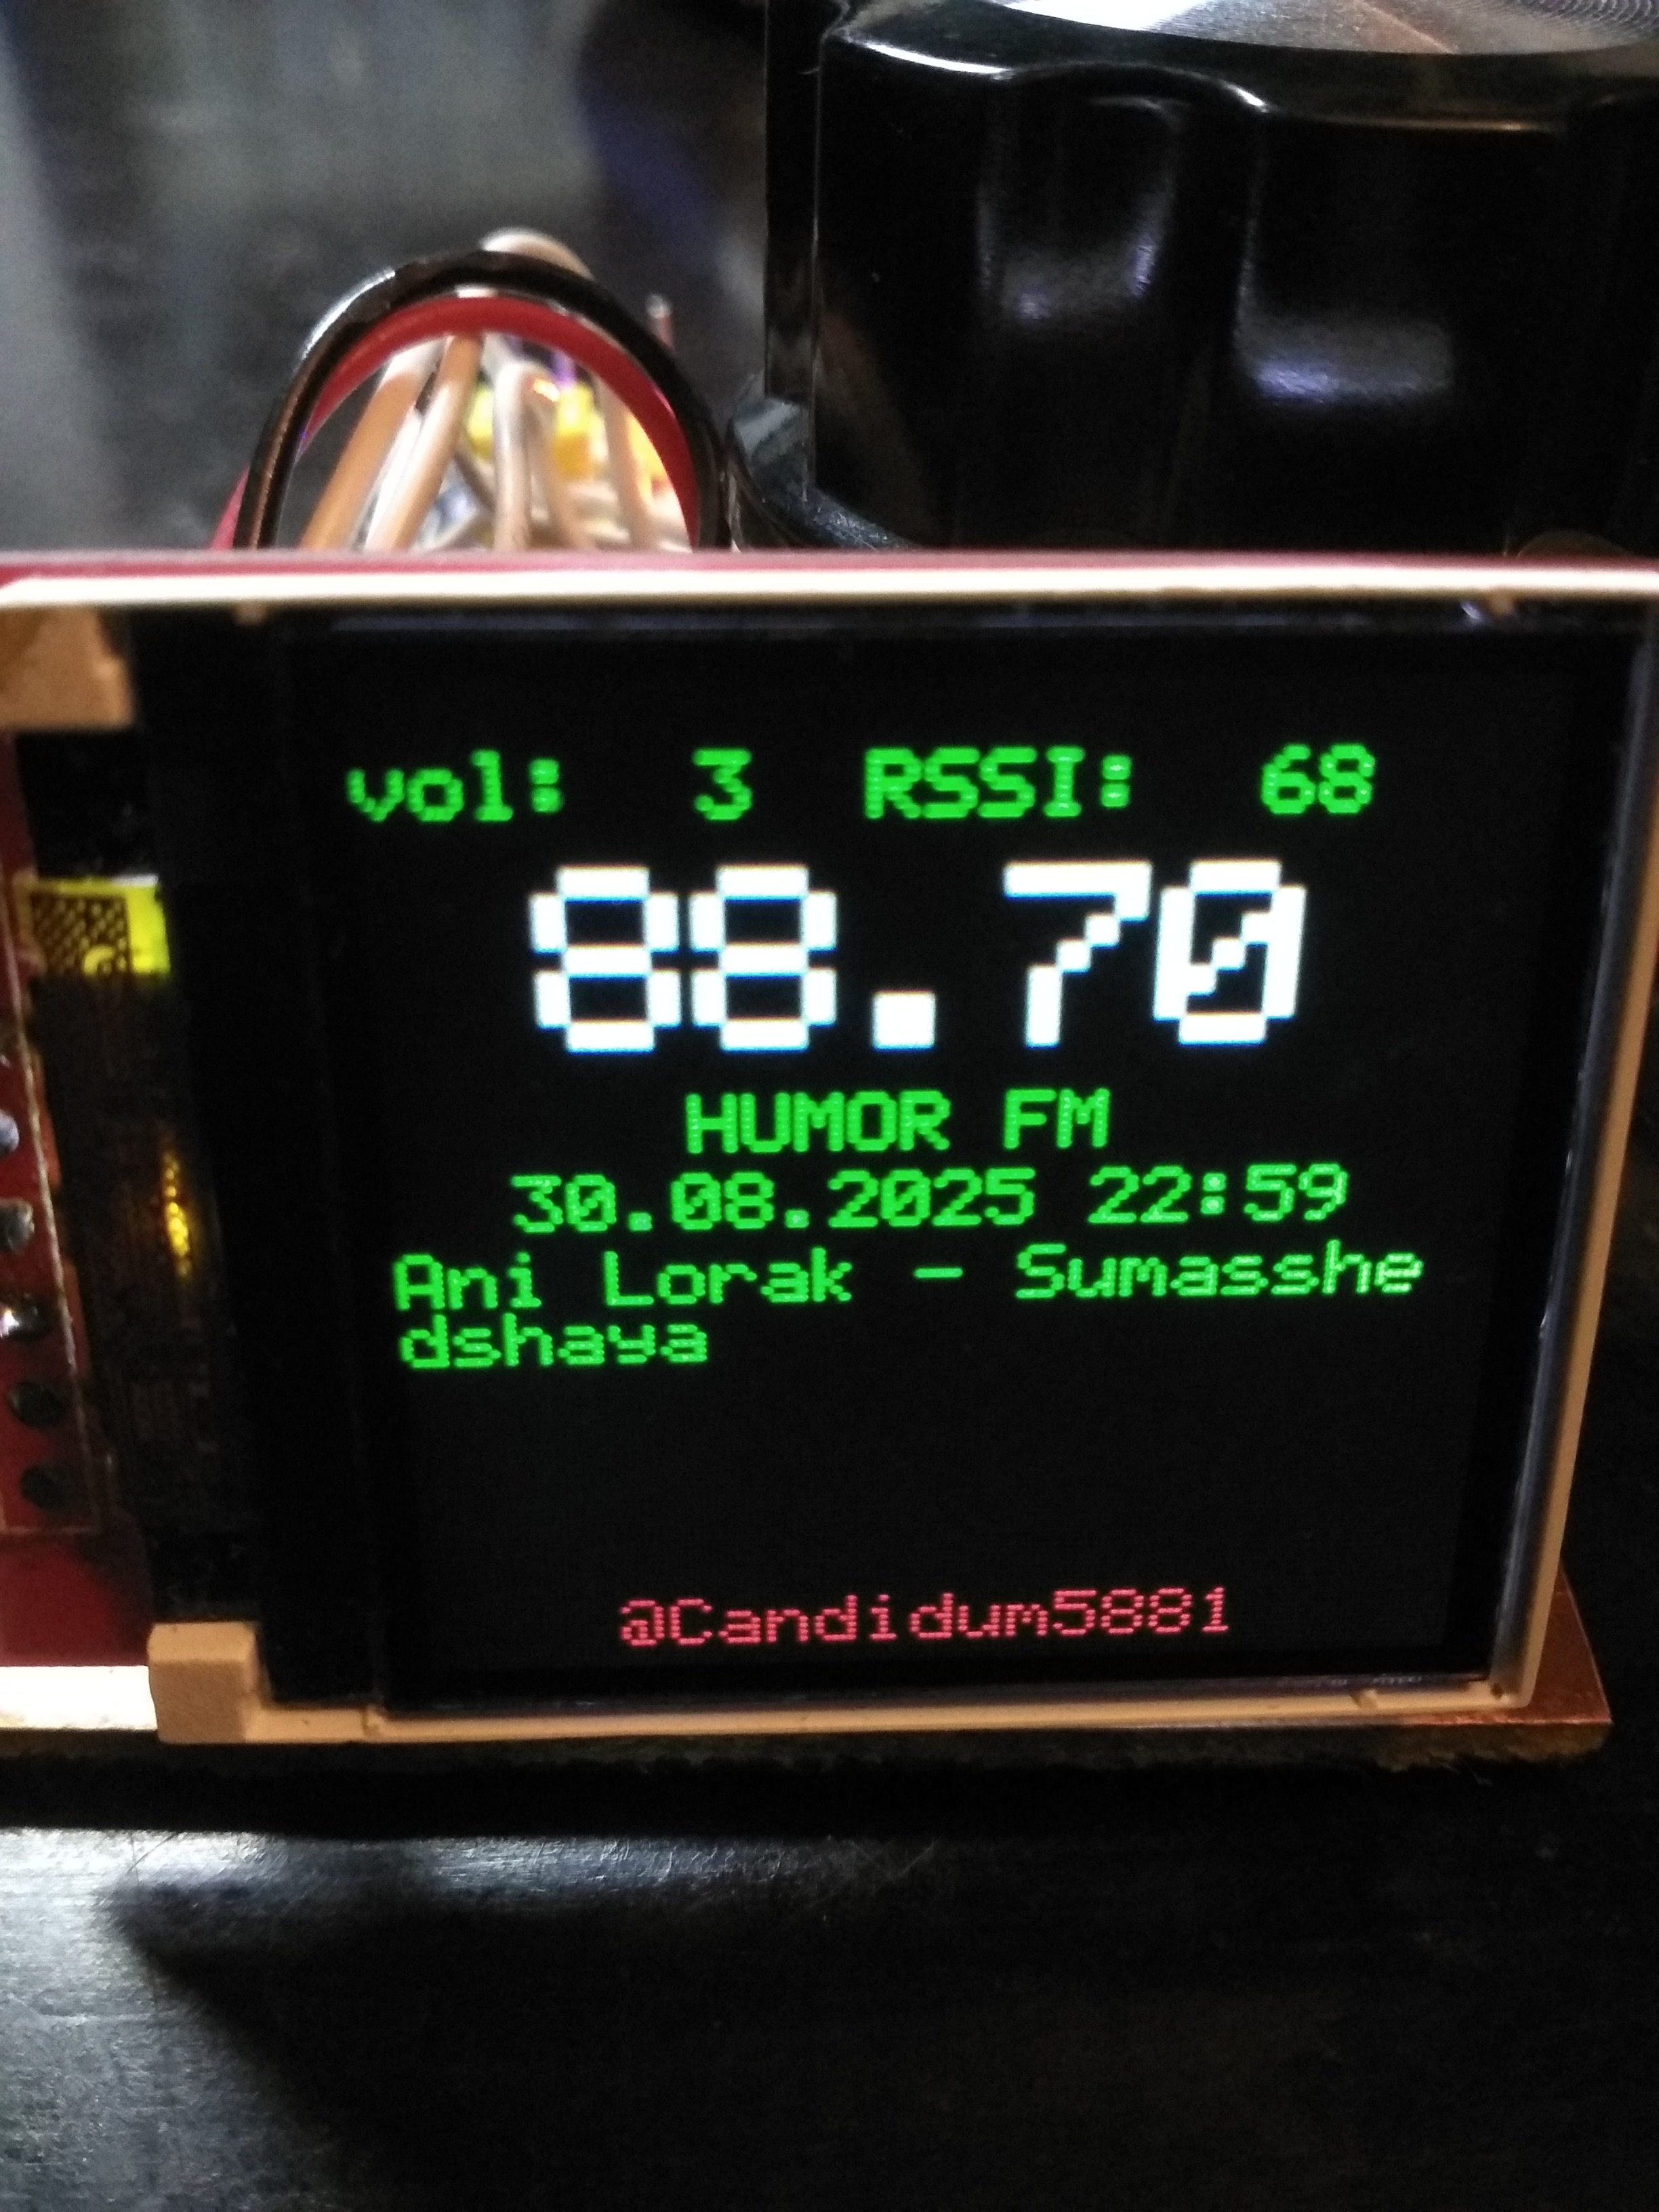 vol: 3 RSSI: 68
88.70
HUMOR FM
30.08.2025 22:59
Ani Lorak - Sumasshe
dshaya
@Candidum5881